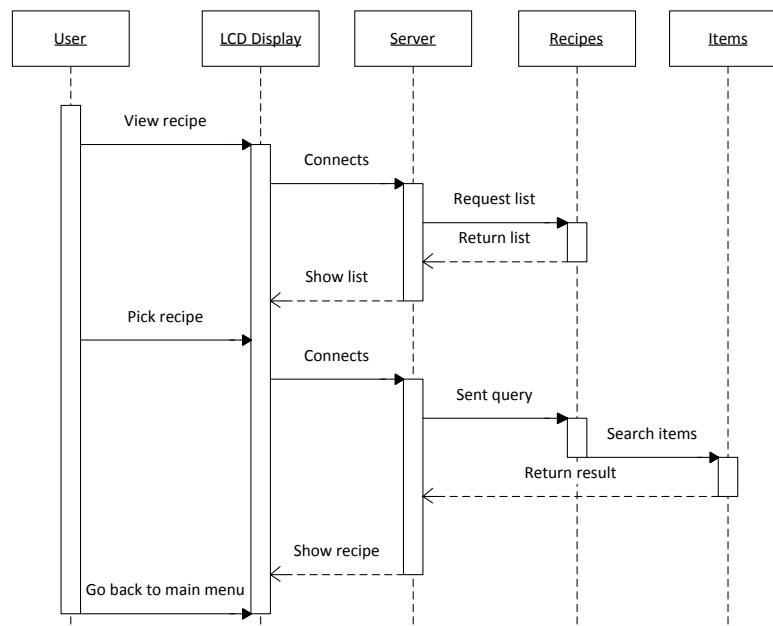 User
LCD Display
Server
Recipes
Items
View recipe
Connects
Request list
Return list
Show list
Pick recipe
Connects
Sent query
Search items
Return result
Show recipe
Go back to main menu